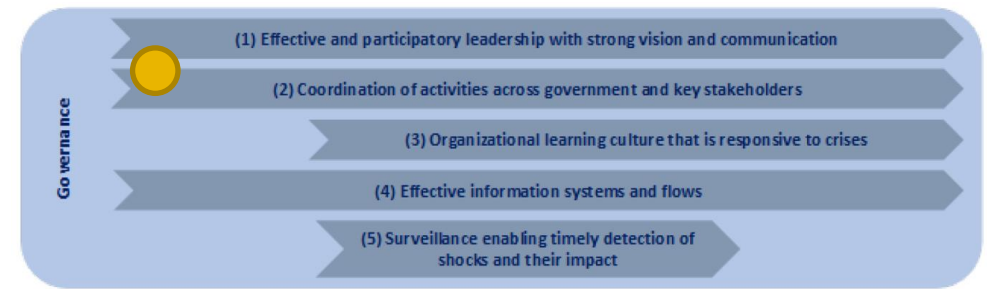 Governance
(1) Effective and participatory leadership with strong vision and communication
(2) Coordination of activities across government and key stakeholders
(3) Organizational learning culture that is responsive to crises
(4) Effective information systems and flows
(5) Surveillance enabling timely detection of
shocks and their impact